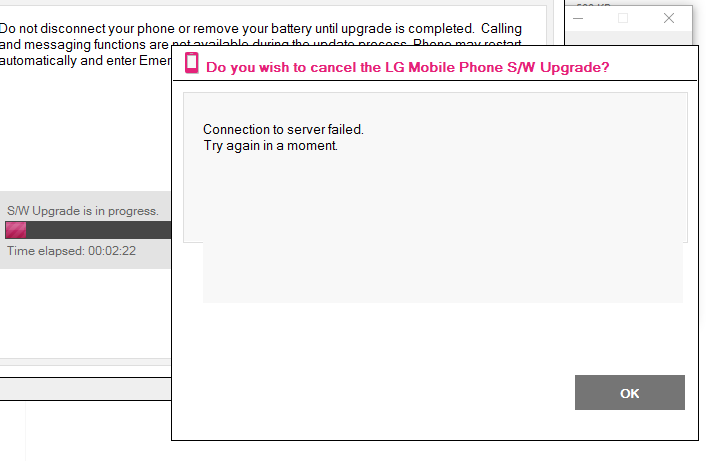 Do not disconnect your phone or remove your battery until upgrade is completed. Calling
and messaging functions are not available during the update process. Phone may restart
automatically and enter Emer
Do you wish to cancel the LG Mobile Phone S/W Upgrade?
Connection to server failed.
Try again in a moment.
S/W Upgrade is in progress.
Time elapsed: 00:02:22
OK